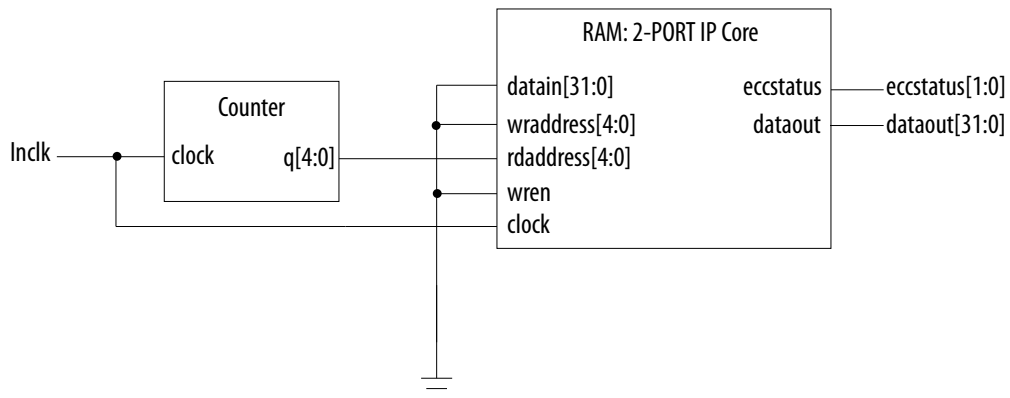 RAM: 2-PORT IP Core
datain[31:0] eccstatus eccstatus[1:0]
Counter
wraddress[4:0] dataout dataout[31:0]
Inclk clock q[4:0] rdaddress[4:0]
wren
clock